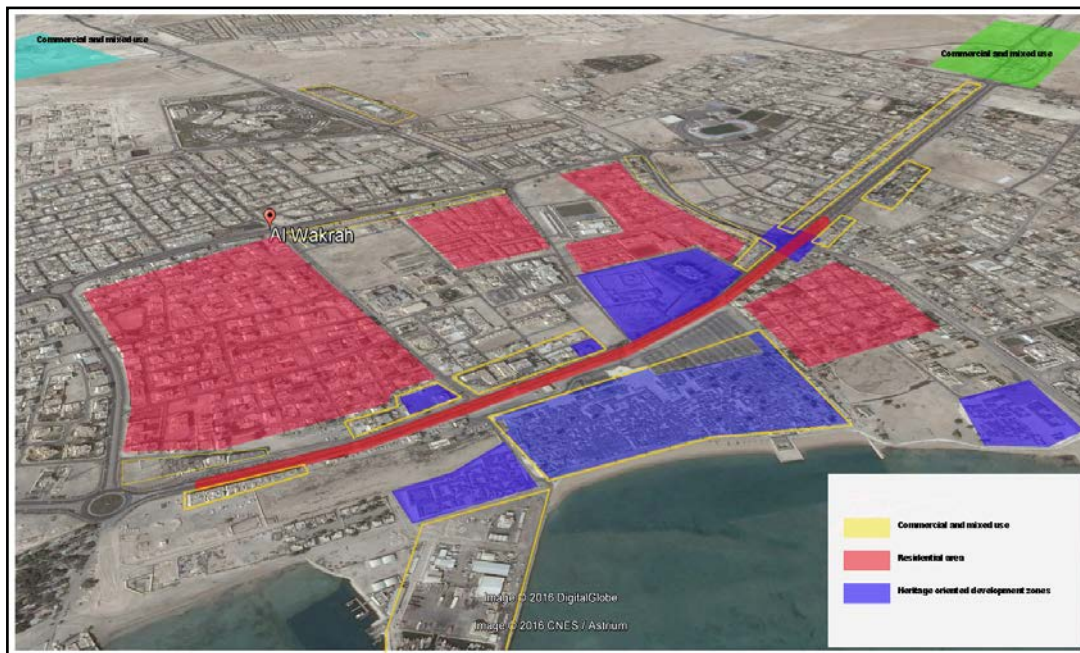 Commercial and mixed use
Commercial and mixed use
Al Wakrah
Commercial and mixed use
Residential area
Heritage oriented development zones
Image © 2016 DigitalGlobe
Image © 2016 CNES / Astrium